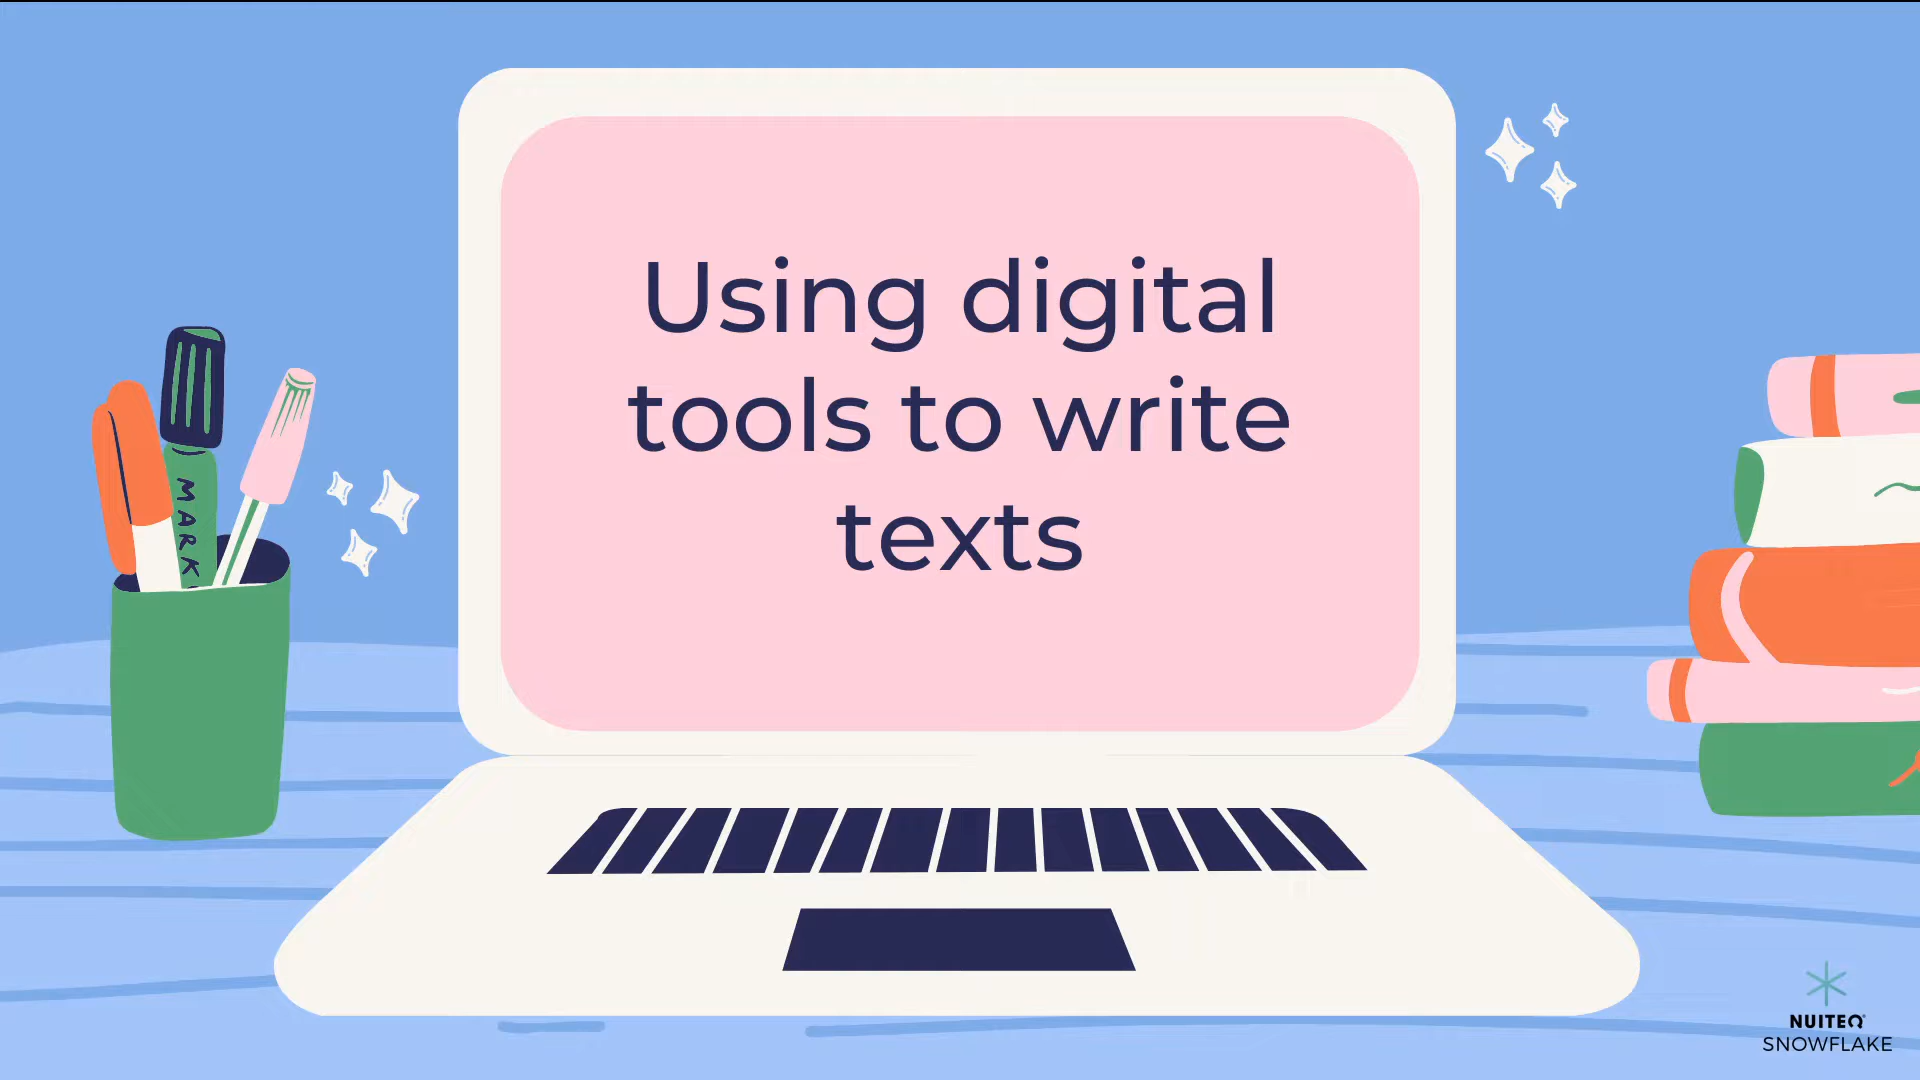 Using digital
tools to write
texts
MARK
NUITEQ
SNOWFLAKE